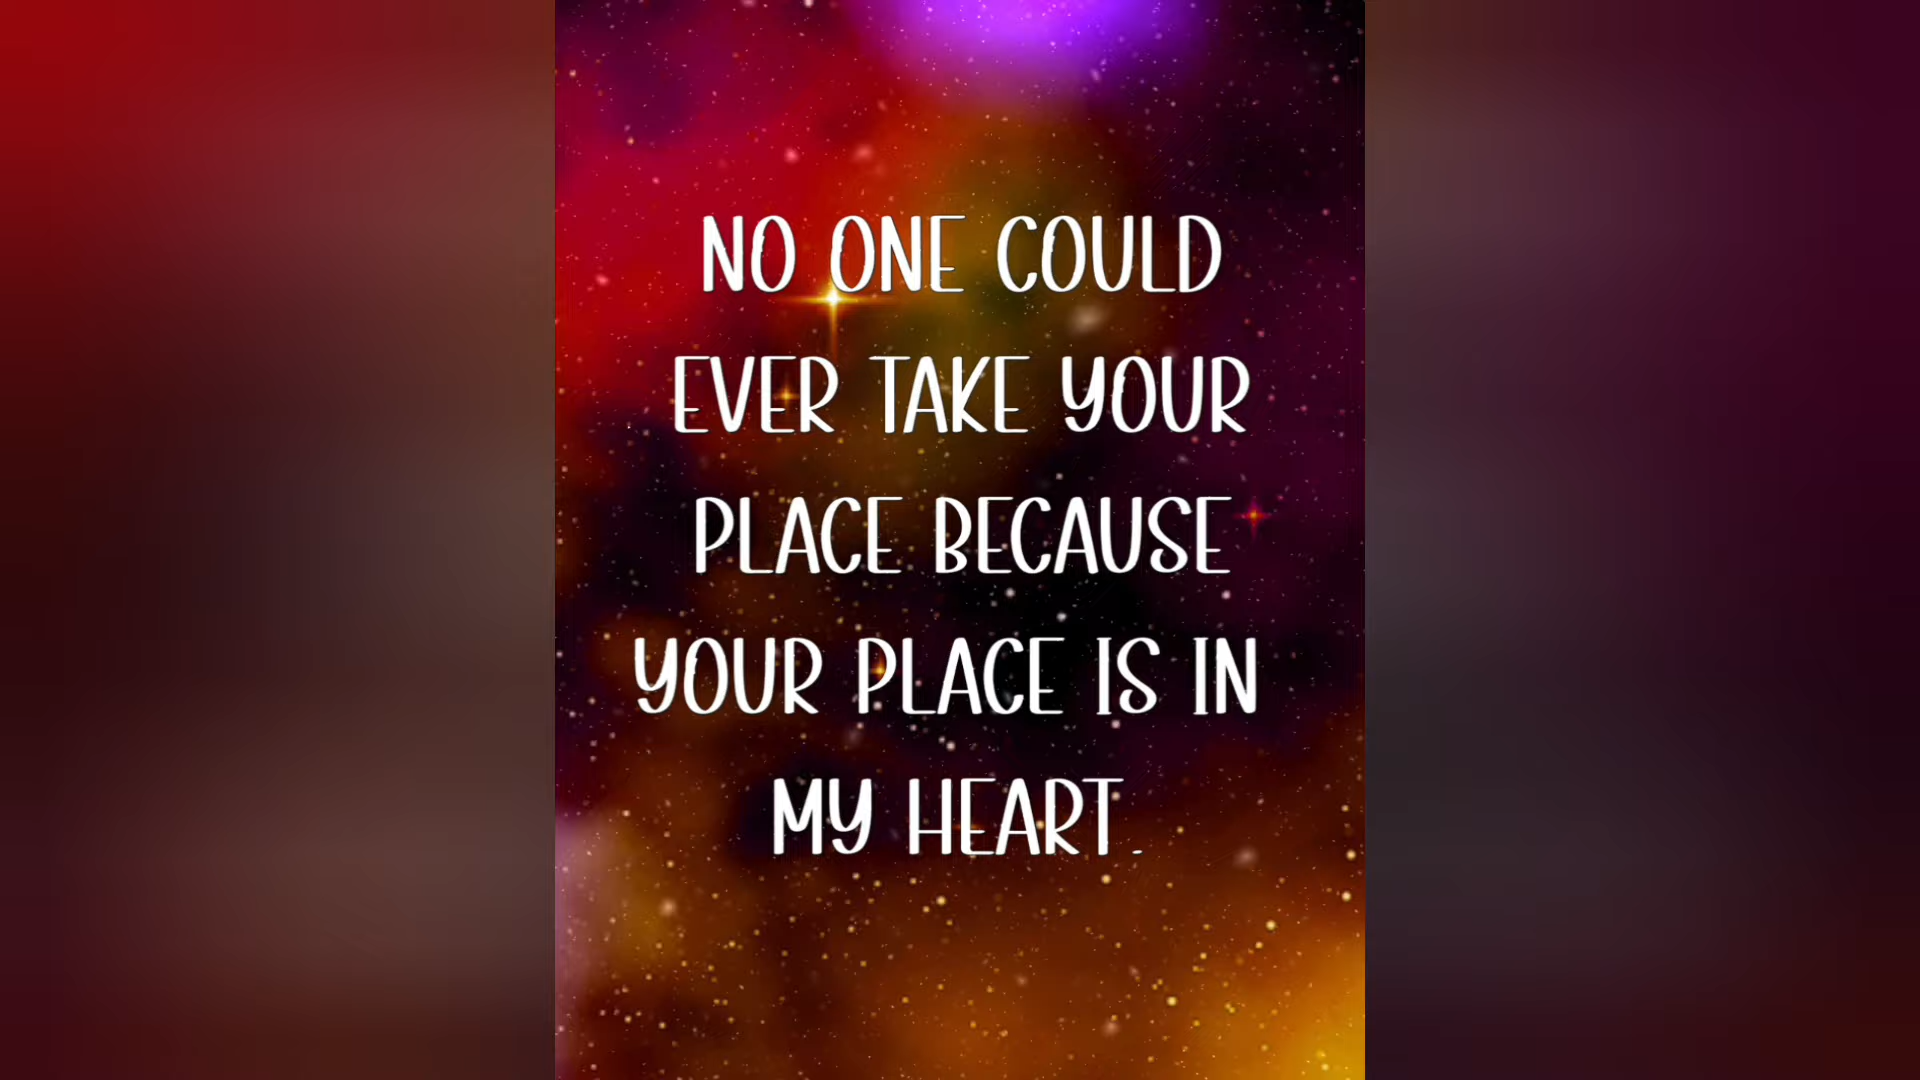 NO ONE COULD
EVER TAKE YOUR
PLACE BECAUSE
YOUR PLACE IS IN
MY HEART.